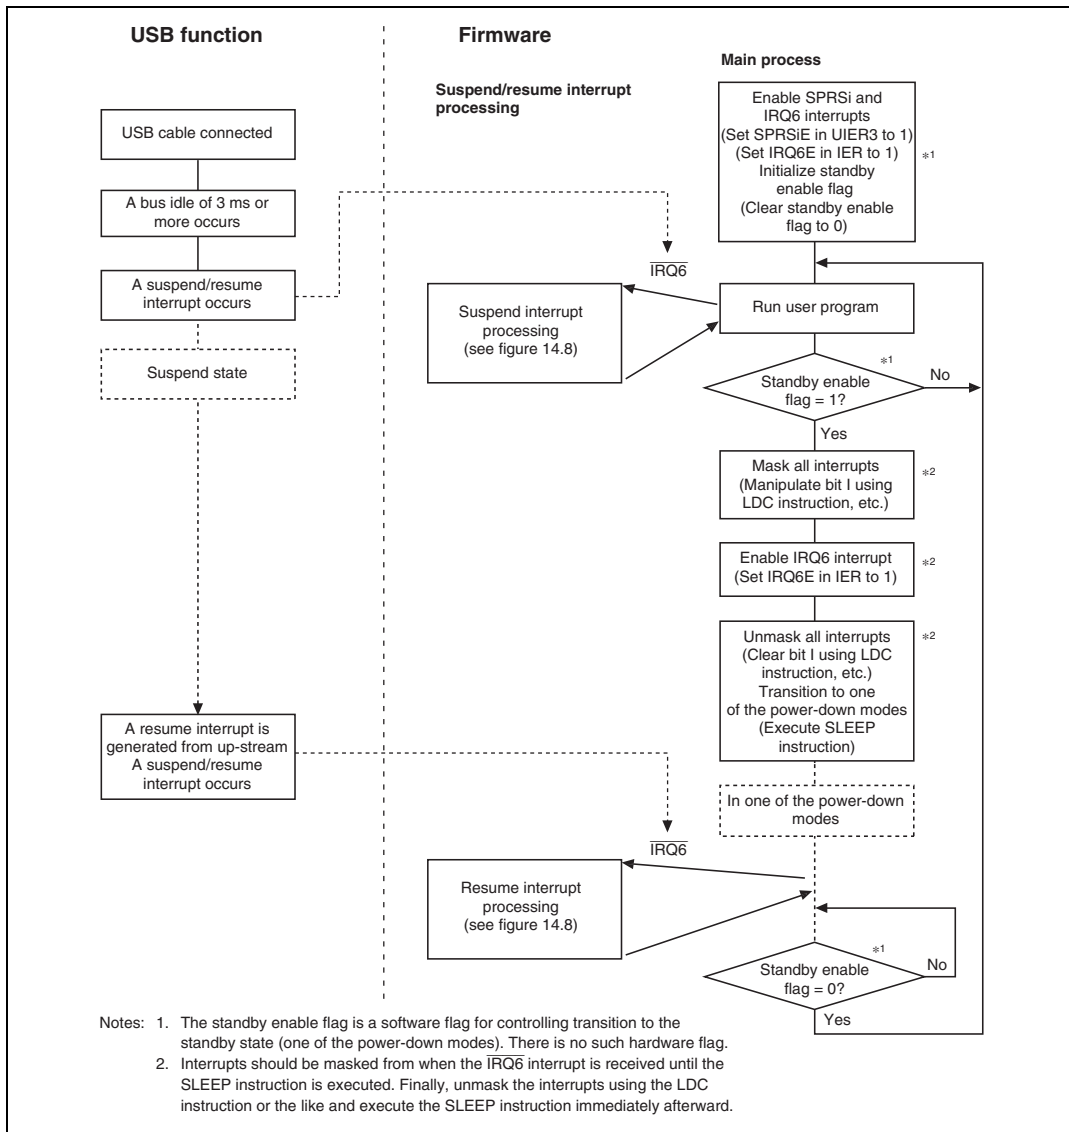 USB function
Firmware
Main process
Suspend/resume interrupt
processing
Enable SPRSi and
IRQ6 interrupts
(Set SPRSiE in UIER3 to 1)
(Set IRQ6E in IER to 1)
Initialize standby
enable flag
(Clear standby enable
flag to 0)
*1
USB cable connected
A bus idle of 3 ms or
more occurs
A suspend/resume
interrupt occurs
Suspend state
IRQ6
Suspend interrupt
processing
(see figure 14.8)
Run user program
*1
Standby enable
flag = 1?
No
Yes
Mask all interrupts
(Manipulate bit I using
LDC instruction, etc.)
*2
Enable IRQ6 interrupt
(Set IRQ6E in IER to 1)
*2
Unmask all interrupts
(Clear bit I using LDC
instruction, etc.)
Transition to one
of the power-down modes
(Execute SLEEP
instruction)
*2
A resume interrupt is
generated from up-stream
A suspend/resume
interrupt occurs
In one of the power-down
modes
IRQ6
Resume interrupt
processing
(see figure 14.8)
*1
Standby enable
flag = 0?
No
Yes
Notes: 1. The standby enable flag is a software flag for controlling transition to the
standby state (one of the power-down modes). There is no such hardware flag.
2. Interrupts should be masked from when the IRQ6 interrupt is received until the
SLEEP instruction is executed. Finally, unmask the interrupts using the LDC
instruction or the like and execute the SLEEP instruction immediately afterward.